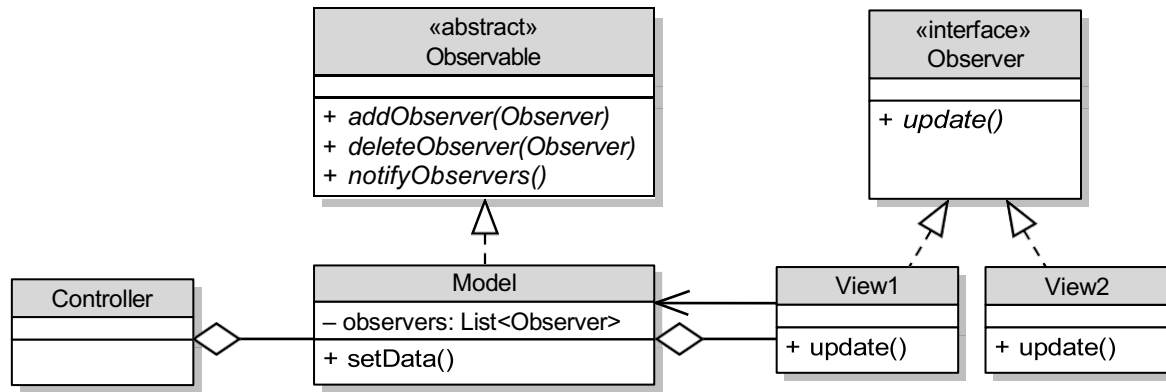 «abstract»
Observable
+ addObserver(Observer)
+ deleteObserver(Observer)
+ notifyObservers()
«interface»
Observer
+ update()
Controller
Model
– observers: List<Observer>
+ setData()
View1
+ update()
View2
+ update()